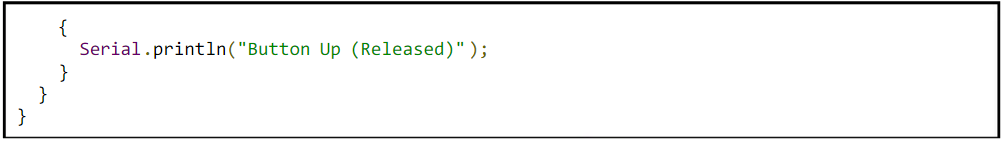 {
Serial.println("Button Up (Released)");
}
}
}